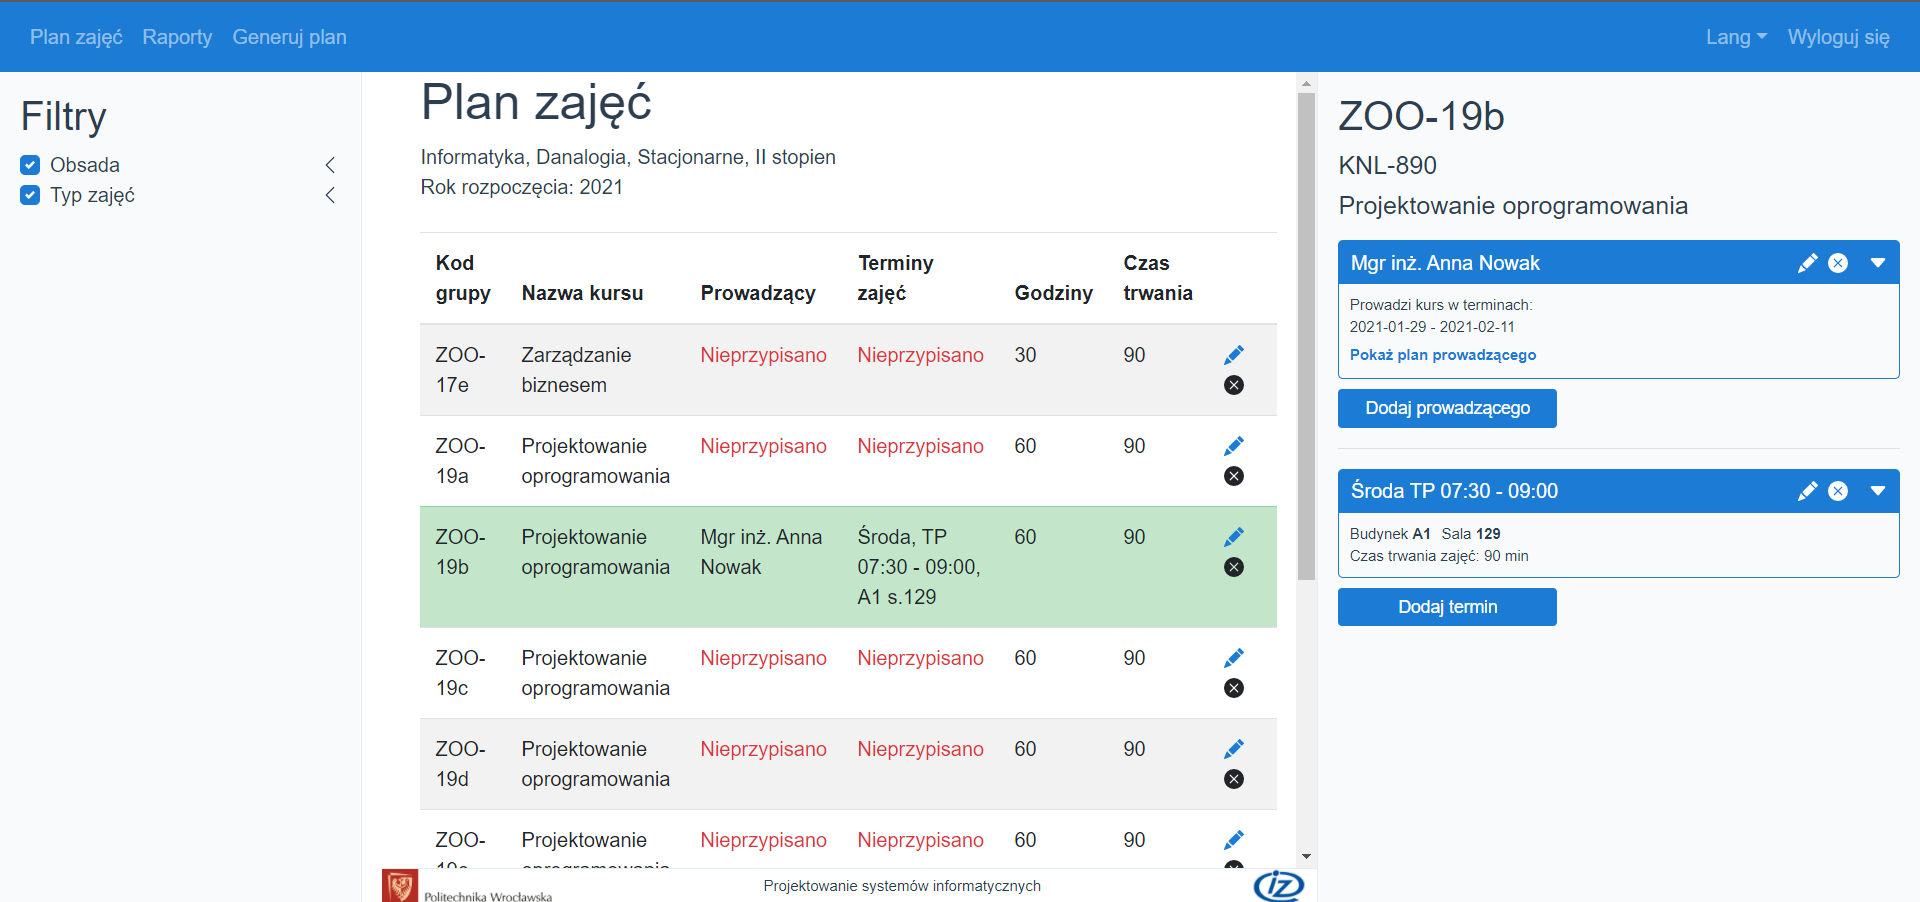 Plan zajęć Raporty Generuj plan Lang Wyloguj się
Filtry
Obsada
Typ zajęć
Plan zajęć
Informatyka, Danalogia, Stacjonarne, II stopien
Rok rozpoczęcia: 2021
Kod grupy Nazwa kursu Prowadzący Terminy zajęć Godziny Czas trwania
ZOO-17e Zarządzanie biznesem Nieprzypisano Nieprzypisano 30 90
ZOO-19a Projektowanie oprogramowania Nieprzypisano Nieprzypisano 60 90
ZOO-19b Projektowanie oprogramowania Mgr inż. Anna Nowak Środa, TP 07:30 - 09:00, A1 s.129 60 90
ZOO-19c Projektowanie oprogramowania Nieprzypisano Nieprzypisano 60 90
ZOO-19d Projektowanie oprogramowania Nieprzypisano Nieprzypisano 60 90
ZOO- Projektowanie Nieprzypisano Nieprzypisano 60 90
Politechnika Wrocławska
Projektowanie systemów informatycznych
iz
ZOO-19b
KNL-890
Projektowanie oprogramowania
Mgr inż. Anna Nowak
Prowadzi kurs w terminach:
2021-01-29 - 2021-02-11
Pokaż plan prowadzącego
Dodaj prowadzącego
Środa TP 07:30 - 09:00
Budynek A1 Sala 129
Czas trwania zajęć: 90 min
Dodaj termin